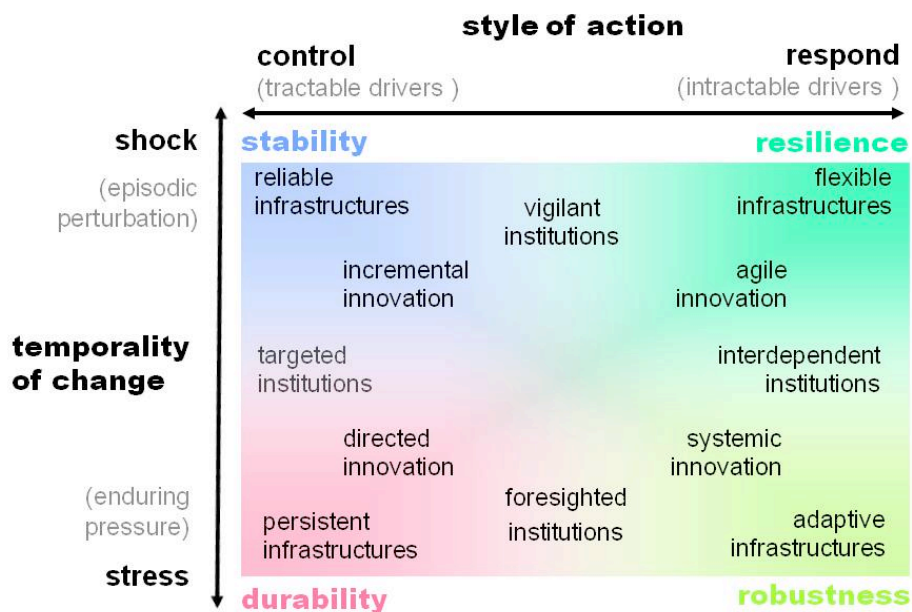 style of action
control
respond
(tractable drivers )
(intractable drivers )
shock
stability
resilience
(episodic
perturbation)
reliable
infrastructures
vigilant
institutions
flexible
infrastructures
incremental
innovation
agile
innovation
temporality
of change
targeted
institutions
interdependent
institutions
directed
innovation
systemic
innovation
(enduring
pressure)
persistent
infrastructures
foresighted
institutions
adaptive
infrastructures
stress
durability
robustness